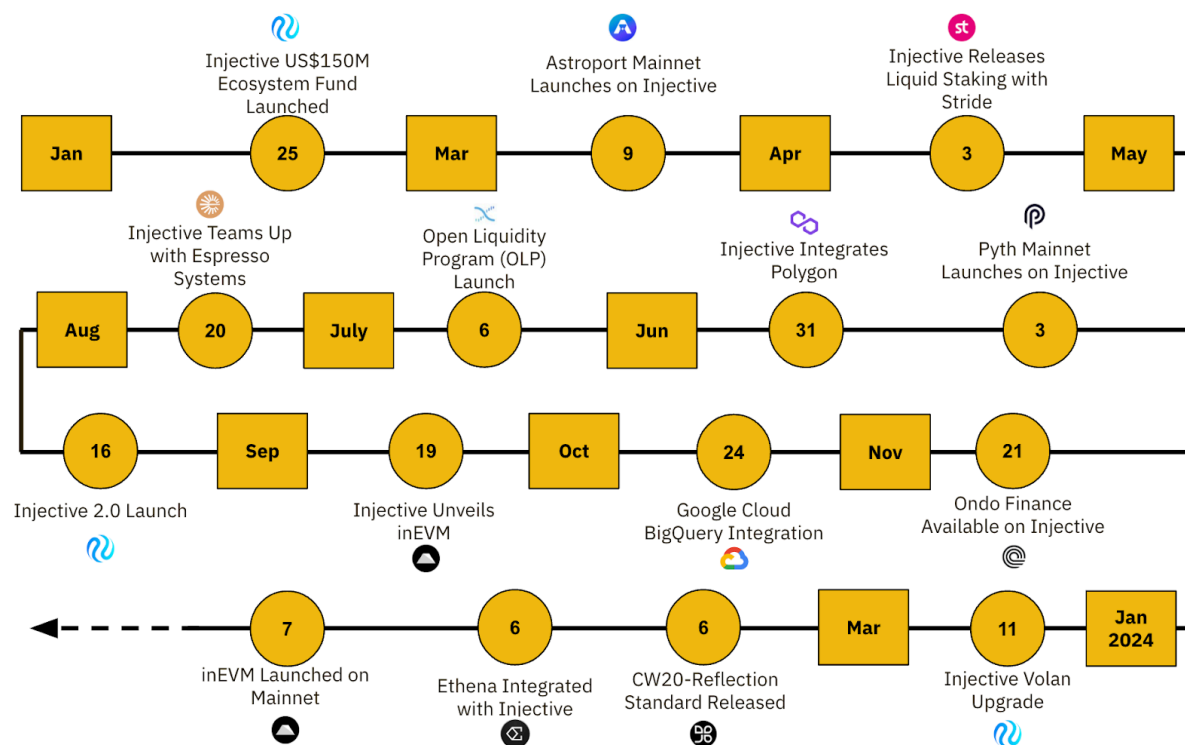 Injective US$150M
Ecosystem Fund
Launched
Astroport Mainnet
Launches on Injective
st
Injective Releases
Liquid Staking with
Stride
Jan
25
Mar
9
Apr
3
May
Injective Teams Up
with Espresso
Systems
Open Liquidity
Program (OLP)
Launch
Injective Integrates
Polygon
Pyth Mainnet
Launches on Injective
Aug
20
July
6
Jun
31
3
16
Sep
19
Oct
24
Nov
21
Injective 2.0 Launch
Injective Unveils
inEVM
Google Cloud
BigQuery Integration
Ondo Finance
Available on Injective
7
6
6
Mar
11
Jan
2024
inEVM Launched on
Mainnet
Ethena Integrated
with Injective
CW20-Reflection
Standard Released
Injective Volan
Upgrade